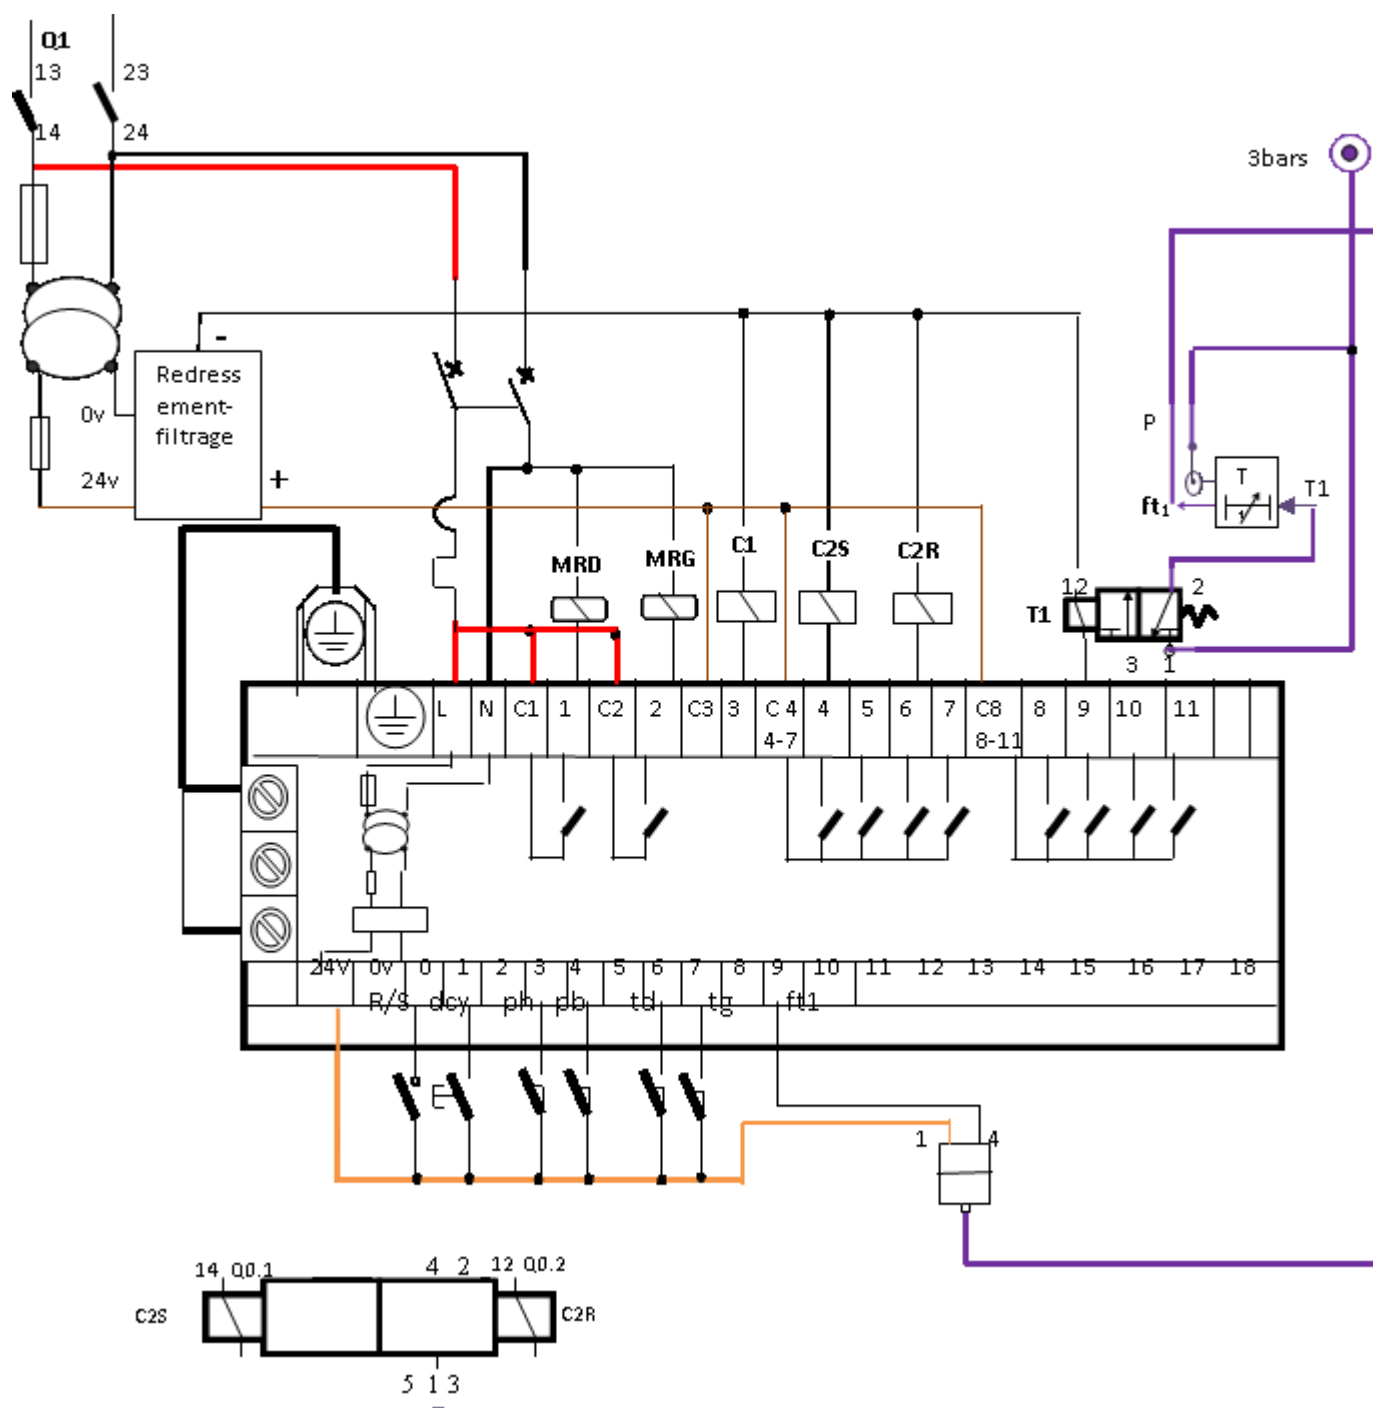 Q1
13 23
14 24
3bars
-
Redress
ement-
filtrage
0v
24v
+
P
T
T1
ft1
1
MRD MRG C1 C2S C2R
12 2
T1
3 1
L N C1 1 C2 2 C3 3 C 4 4 5 6 7 C8 8 9 10 11
4-7 8-11
24V 0v 0 1 2 3 4 5 6 7 8 9 10 11 12 13 14 15 16 17 18
R/S dcy ph pb td tg ft1
1 4
14 Q0.1 4 2 12 Q0.2
C2S C2R
5 1 3